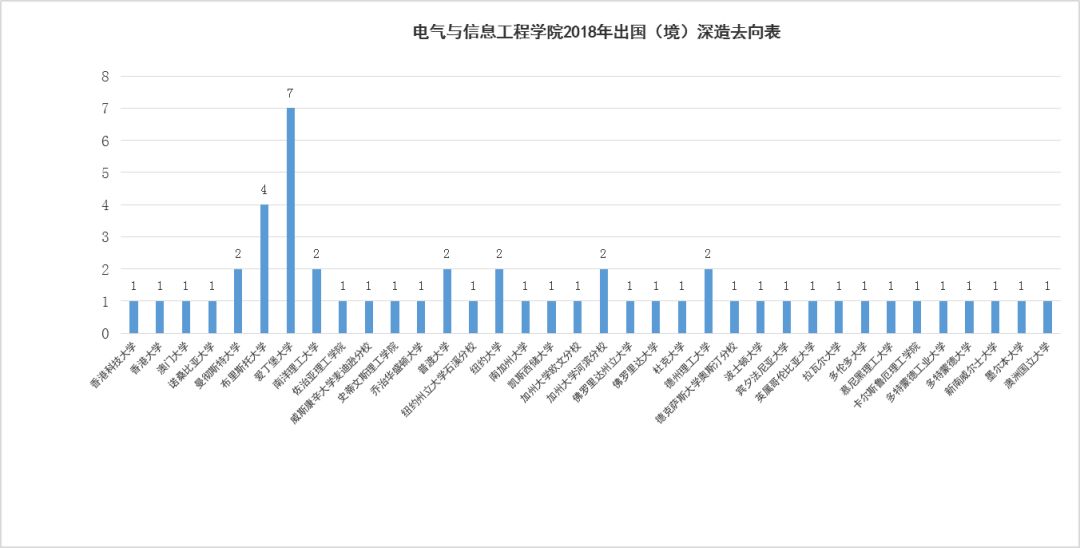 电气与信息工程学院2018年出国（境）深造去向表
8
7
6
5
4
3
2
1
0
1
1
1
1
2
4
7
2
1
1
1
1
2
1
2
1
1
1
2
1
1
1
2
1
1
1
1
1
1
1
1
1
1
1
1
1
香港科技大学
香港大学
澳门大学
诺桑比亚大学
曼彻斯特大学
布里斯托大学
爱丁堡大学
南洋理工大学
佐治亚理工学院
威斯康辛大学麦迪逊分校
史蒂文斯理工学院
乔治华盛顿大学
普渡大学
纽约州立大学石溪分校
纽约大学
南加州大学
凯斯西储大学
加州大学欧文分校
加州大学河滨分校
佛罗里达州立大学
佛罗里达大学
杜克大学
德州理工大学
德克萨斯大学奥斯汀分校
波士顿大学
宾夕法尼亚大学
英属哥伦比亚大学
拉瓦尔大学
多伦多大学
慕尼黑理工大学
卡尔斯鲁厄理工学院
多特蒙德工业大学
多特蒙德大学
新南威尔士大学
墨尔本大学
澳洲国立大学